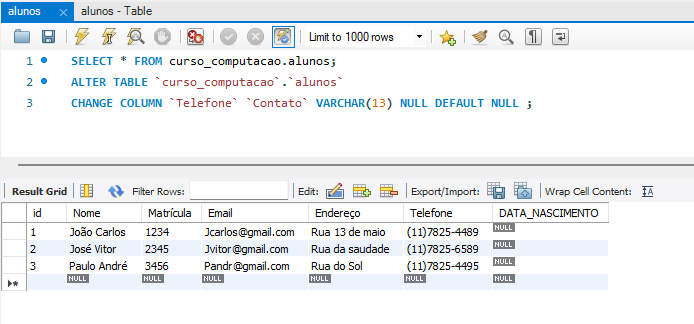 alunos × alunos - Table
Limit to 1000 rows
1 SELECT * FROM curso_computacao.alunos;
2 ALTER TABLE `curso_computacao`.`alunos`
3 CHANGE COLUMN `Telefone` `Contato` VARCHAR(13) NULL DEFAULT NULL ;
Result Grid Filter Rows: Edit: Export/Import: Wrap Cell Content: IA
id Nome Matrícula Email Endereço Telefone DATA_NASCIMENTO
1 João Carlos 1234 Jcarlos@gmail.com Rua 13 de maio (11)7825-4489 NULL
2 José Vitor 2345 Jvitor@gmail.com Rua da saudade (11)7825-6589 NULL
3 Paulo André 3456 Pandr@gmail.com Rua do Sol (11)7825-4495 NULL
NULL NULL NULL NULL NULL NULL NULL